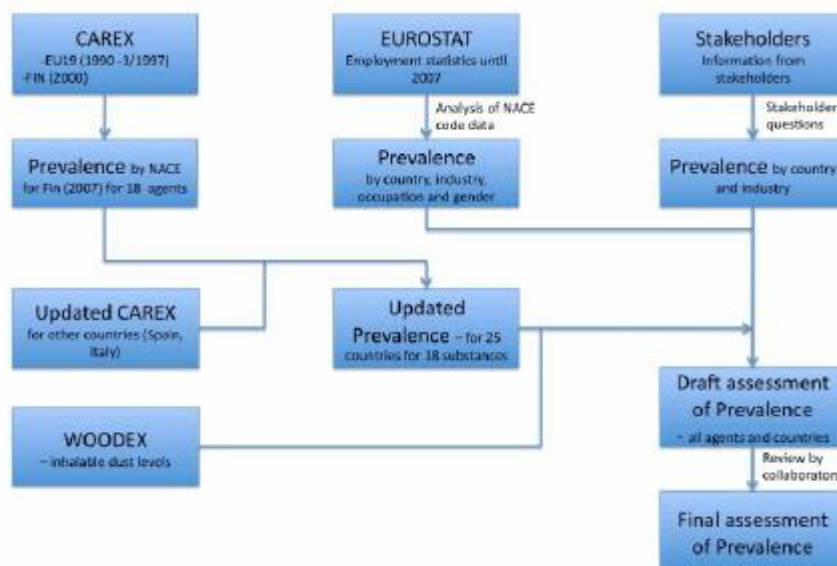 CAREX
-EU19 (1990 -3/1997)
-FIN (2000)
EUROSTAT
Employment statistics until
2007
Stakeholders
Information from
stakeholders
Analysis of NACE
code data
Stakeholder
questions
Prevalence by NACE
for Fin (2007) for 18 agents
Prevalence
by country, industry,
occupation and gender
Prevalence by country
and industry
Updated CAREX
for other countries (Spain,
Italy)
Updated
Prevalence – for 25
countries for 18 substances
Draft assessment
of Prevalence
– all agents and countries
WOODEX
– inhalable dust levels
Review by
collaborators
Final assessment
of Prevalence